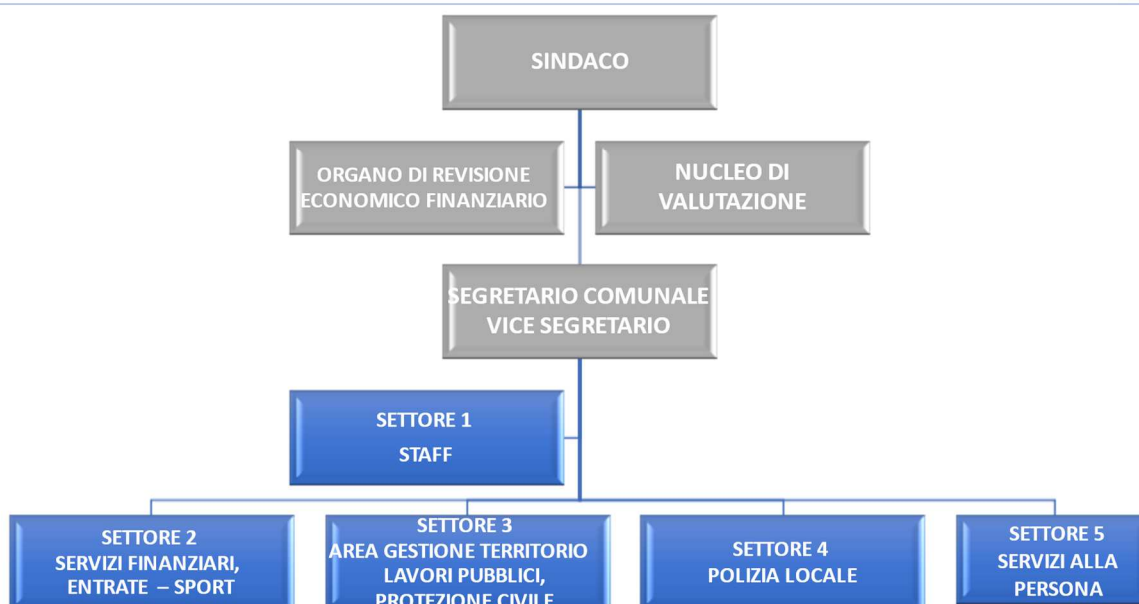 SINDACO
ORGANO DI REVISIONE
ECONOMICO FINANZIARIO
NUCLEO DI
VALUTAZIONE
SEGRETARIO COMUNALE
VICE SEGRETARIO
SETTORE 1
STAFF
SETTORE 2
SERVIZI FINANZIARI,
ENTRATE – SPORT
SETTORE 3
AREA GESTIONE TERRITORIO
LAVORI PUBBLICI,
PROTEZIONE CIVILE
SETTORE 4
POLIZIA LOCALE
SETTORE 5
SERVIZI ALLA
PERSONA